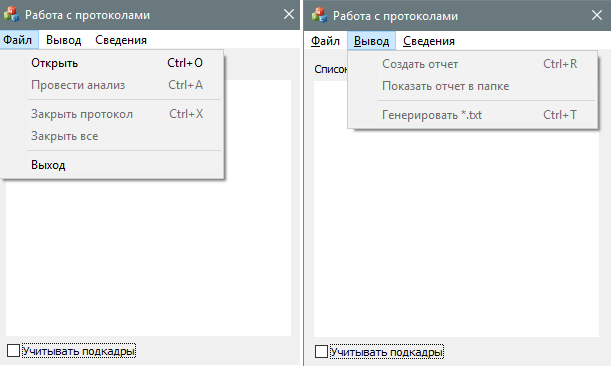 Работа с протоколами
Файл Вывод Сведения
Открыть Ctrl+O
Провести анализ Ctrl+A
Закрыть протокол Ctrl+X
Закрыть все
Выход
Учитывать подкадры
Работа с протоколами
Файл Вывод Сведения
Создать отчет Ctrl+R
Показать отчет в папке
Генерировать *.txt Ctrl+T
Учитывать подкадры